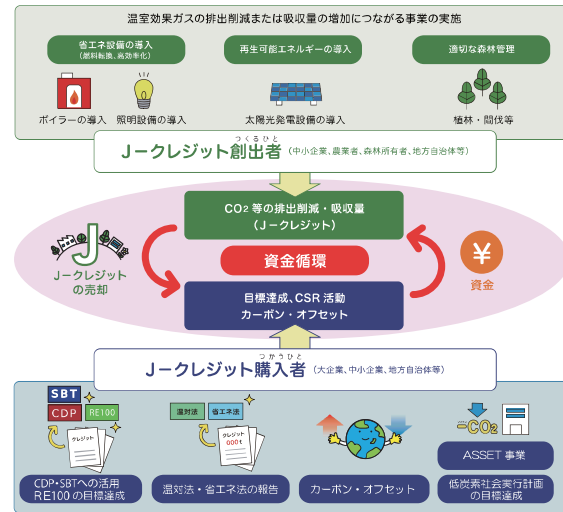 温室効果ガスの排出削減または吸収量の増加につながる事業の実施
省エネ設備の導入
(燃料転換、高効率化)
再生可能エネルギーの導入
適切な森林管理
ボイラーの導入
照明設備の導入
太陽光発電設備の導入
植林・間伐等
つくるひと
Jークレジット創出者(中小企業、農業者、森林所有者、地方自治体等)
CO2 等の排出削減・吸収量
(Jークレジット)
J
Jークレジット
の売却
資金循環
¥
資金
目標達成、CSR 活動
カーボン・オフセット
つかうひと
Jークレジット購入者(大企業、中小企業、地方自治体等)
SBT
CDP
RE100
クレジット
温対法
省エネ法
クレジット
0001
CO2
CDP・SBTへの活用
RE100の目標達成
温対法・省エネ法の報告
カーボン・オフセット
ASSET 事業
低炭素社会実行計画
の目標達成